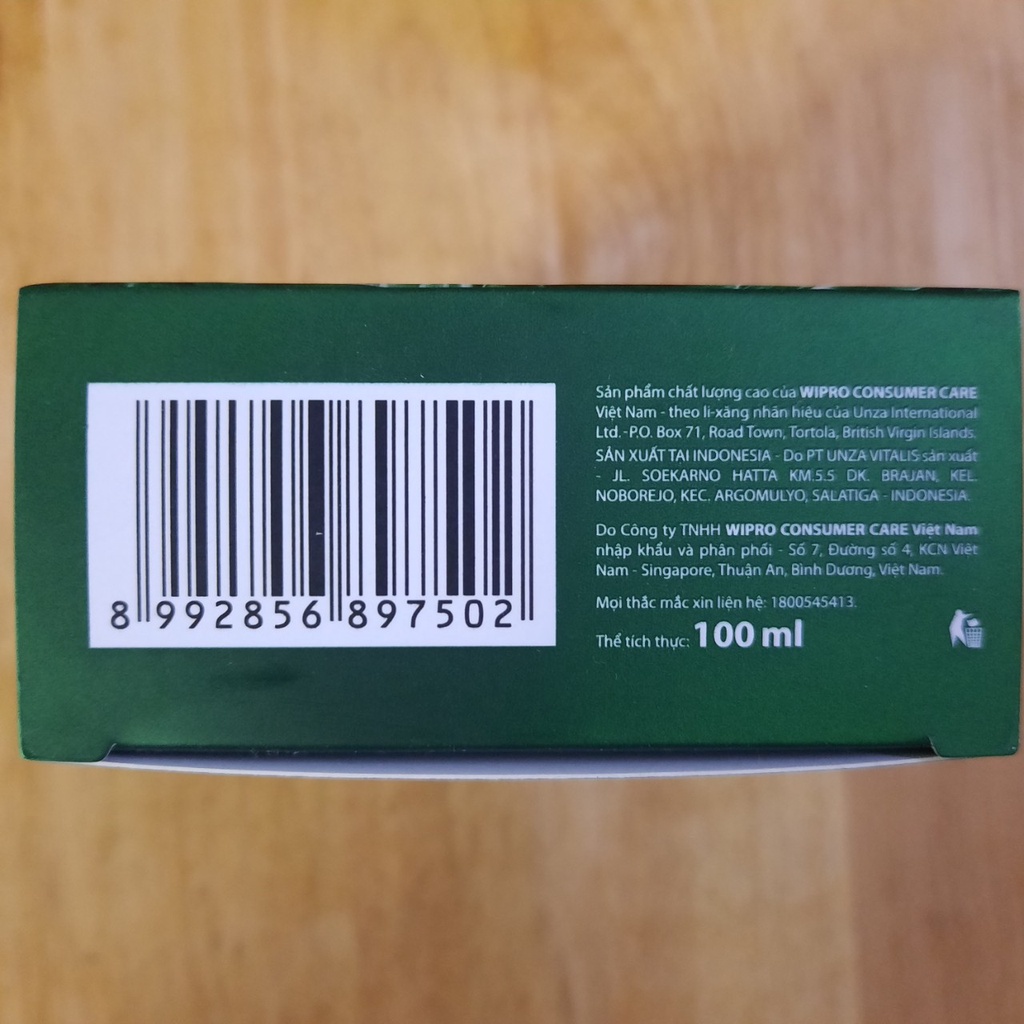 8 992856 897502
Sản phẩm chất lượng cao của WIPRO CONSUMER CARE
Việt Nam - theo li-xăng nhãn hiệu của Unza International
Ltd.-P.O. Box 71, Road Town, Tortola, British Virgin Islands.
SẢN XUẤT TẠI INDONESIA - Do PT UNZA VITALIS sản xuất
- JL. SOEKARNO HATTA KM.5.5 DK. BRAJAN, KEL.
NOBOREJO, KEC. ARGOMULYO, SALATIGA - INDONESIA.
Do Công ty TNHH WIPRO CONSUMER CARE Việt Nam
nhập khẩu và phân phối - Số 7, Đường số 4, KCN Việt
Nam - Singapore, Thuận An, Bình Dương, Việt Nam.
Mọi thắc mắc xin liên hệ: 1800545413.
Thể tích thực: 100 ml